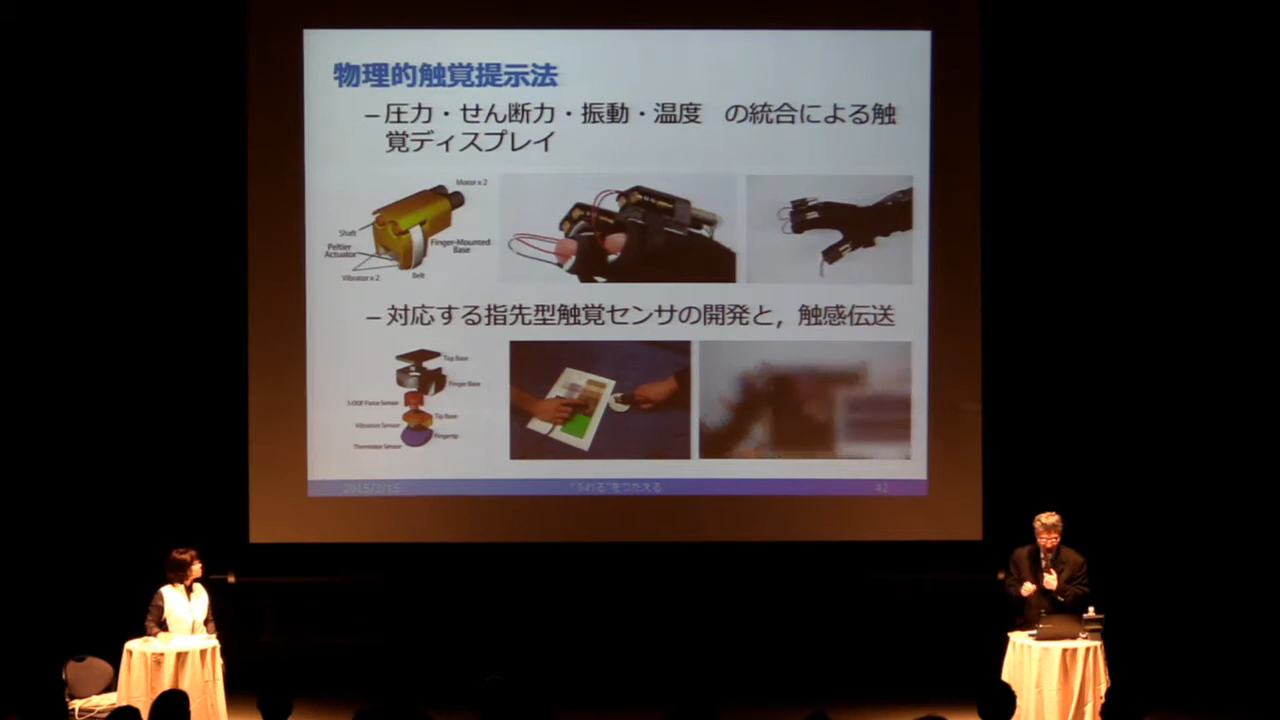 物理的触覚提示法
–圧力・せん断力・振動・温度　の統合による触
覚ディスプレイ
Motor x 2
Shaft
Peltier
Actuator
Finger-Mounted
Base
Vibrator x 2
Belt
–対応する指先型触覚センサの開発と，触感伝送
Top Base
Finger Base
3-DOF Force Sensor
Tip Base
Vibration Sensor
Fingertip
Thermistor Sensor
"ふれる"をつたえる
42